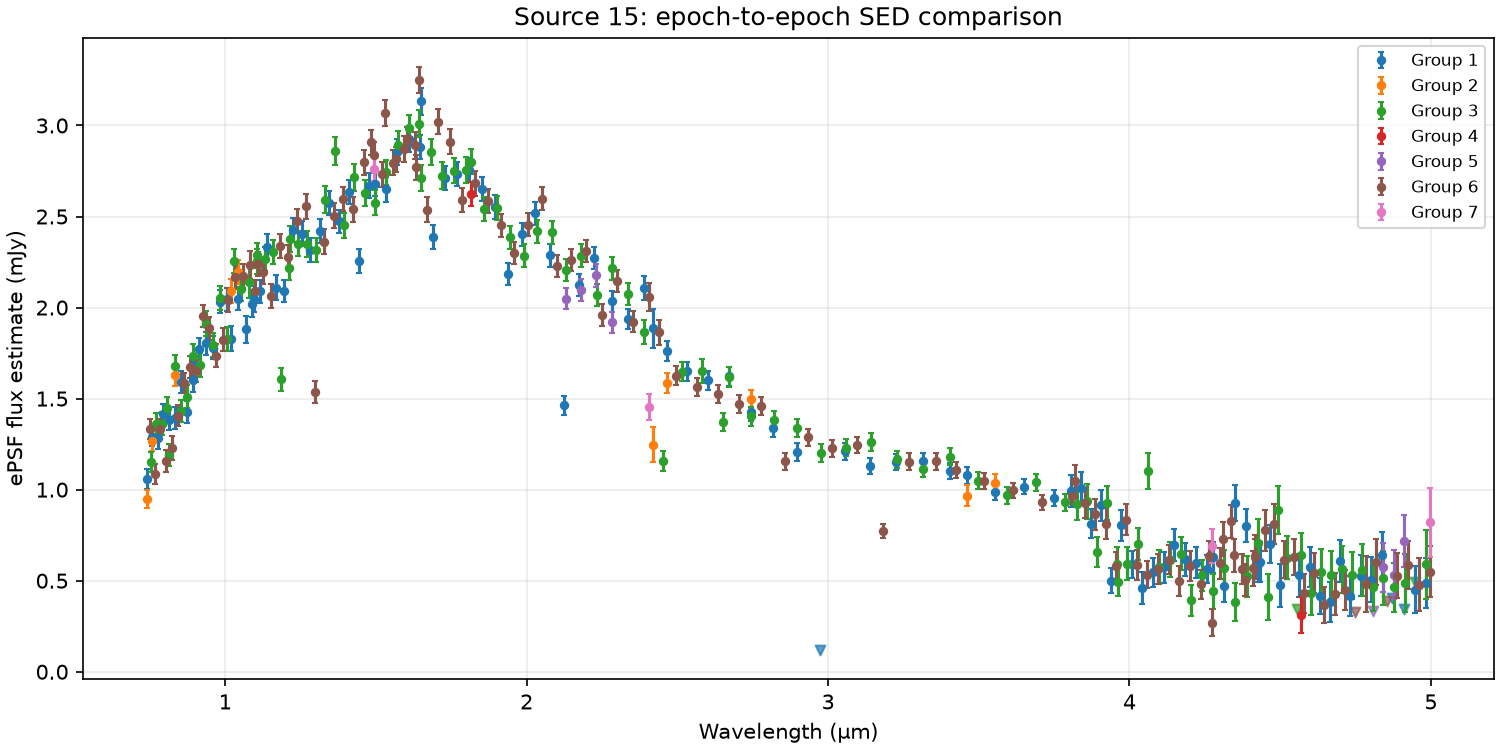 Source 15: epoch-to-epoch SED comparison
ePSF flux estimate (mJy)
3.0
2.5
2.0
1.5
1.0
0.5
0.0
Group 1
Group 2
Group 3
Group 4
Group 5
Group 6
Group 7
1 2 3 4 5
Wavelength (μm)